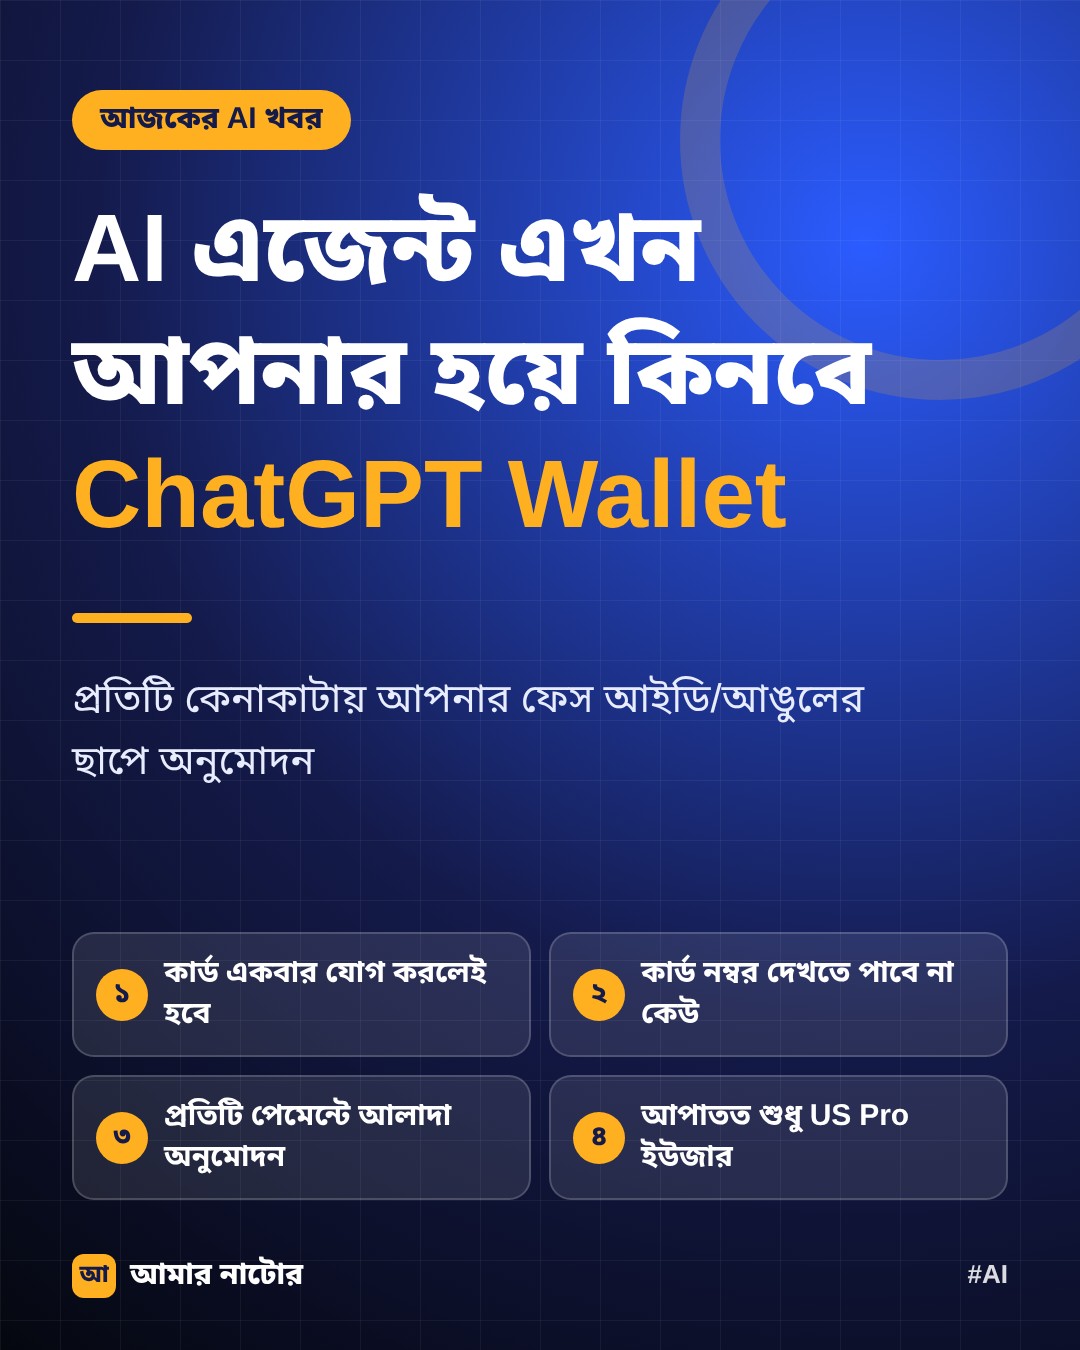 আজকের AI খবর
AI এজেন্ট এখন
আপনার হয়ে কিনবে
ChatGPT Wallet
প্রতিটি কেনাকাটায় আপনার ফেস আইডি/আঙুলের
ছাপে অনুমোদন
১
কার্ড একবার যোগ করলেই
হবে
২
কার্ড নম্বর দেখতে পাবে না
কেউ
৩
প্রতিটি পেমেন্টে আলাদা
অনুমোদন
৪
আপাতত শুধু US Pro
ইউজার
আ
আমার নাটোর
#AI